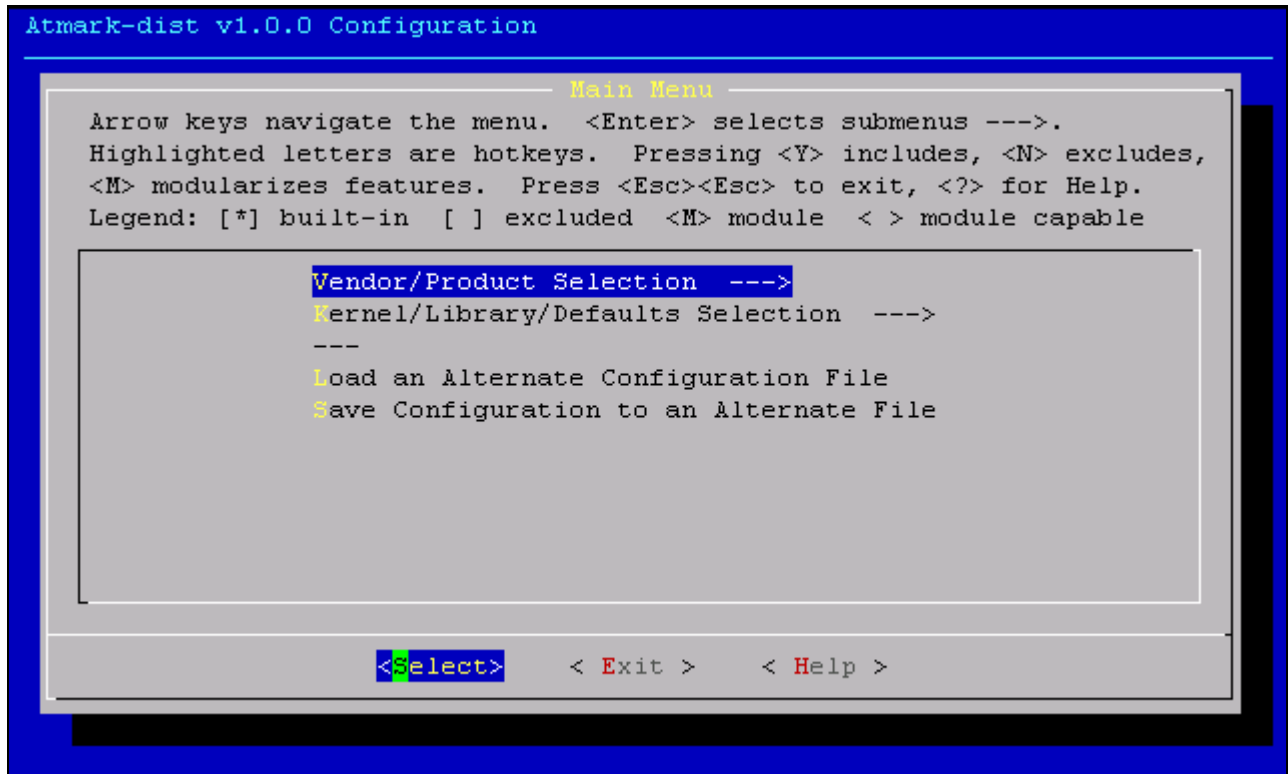 Atmark-dist v1.0.0 Configuration
Main Menu
Arrow keys navigate the menu.  <Enter> selects submenus --->.
Highlighted letters are hotkeys.  Pressing <Y> includes, <N> excludes,
<M> modularizes features.  Press <Esc><Esc> to exit, <?> for Help.
Legend: [*] built-in  [ ] excluded  <M> module  < > module capable
Vendor/Product Selection  --->
Kernel/Library/Defaults Selection  --->
---
Load an Alternate Configuration File
Save Configuration to an Alternate File
<Select>    < Exit >    < Help >